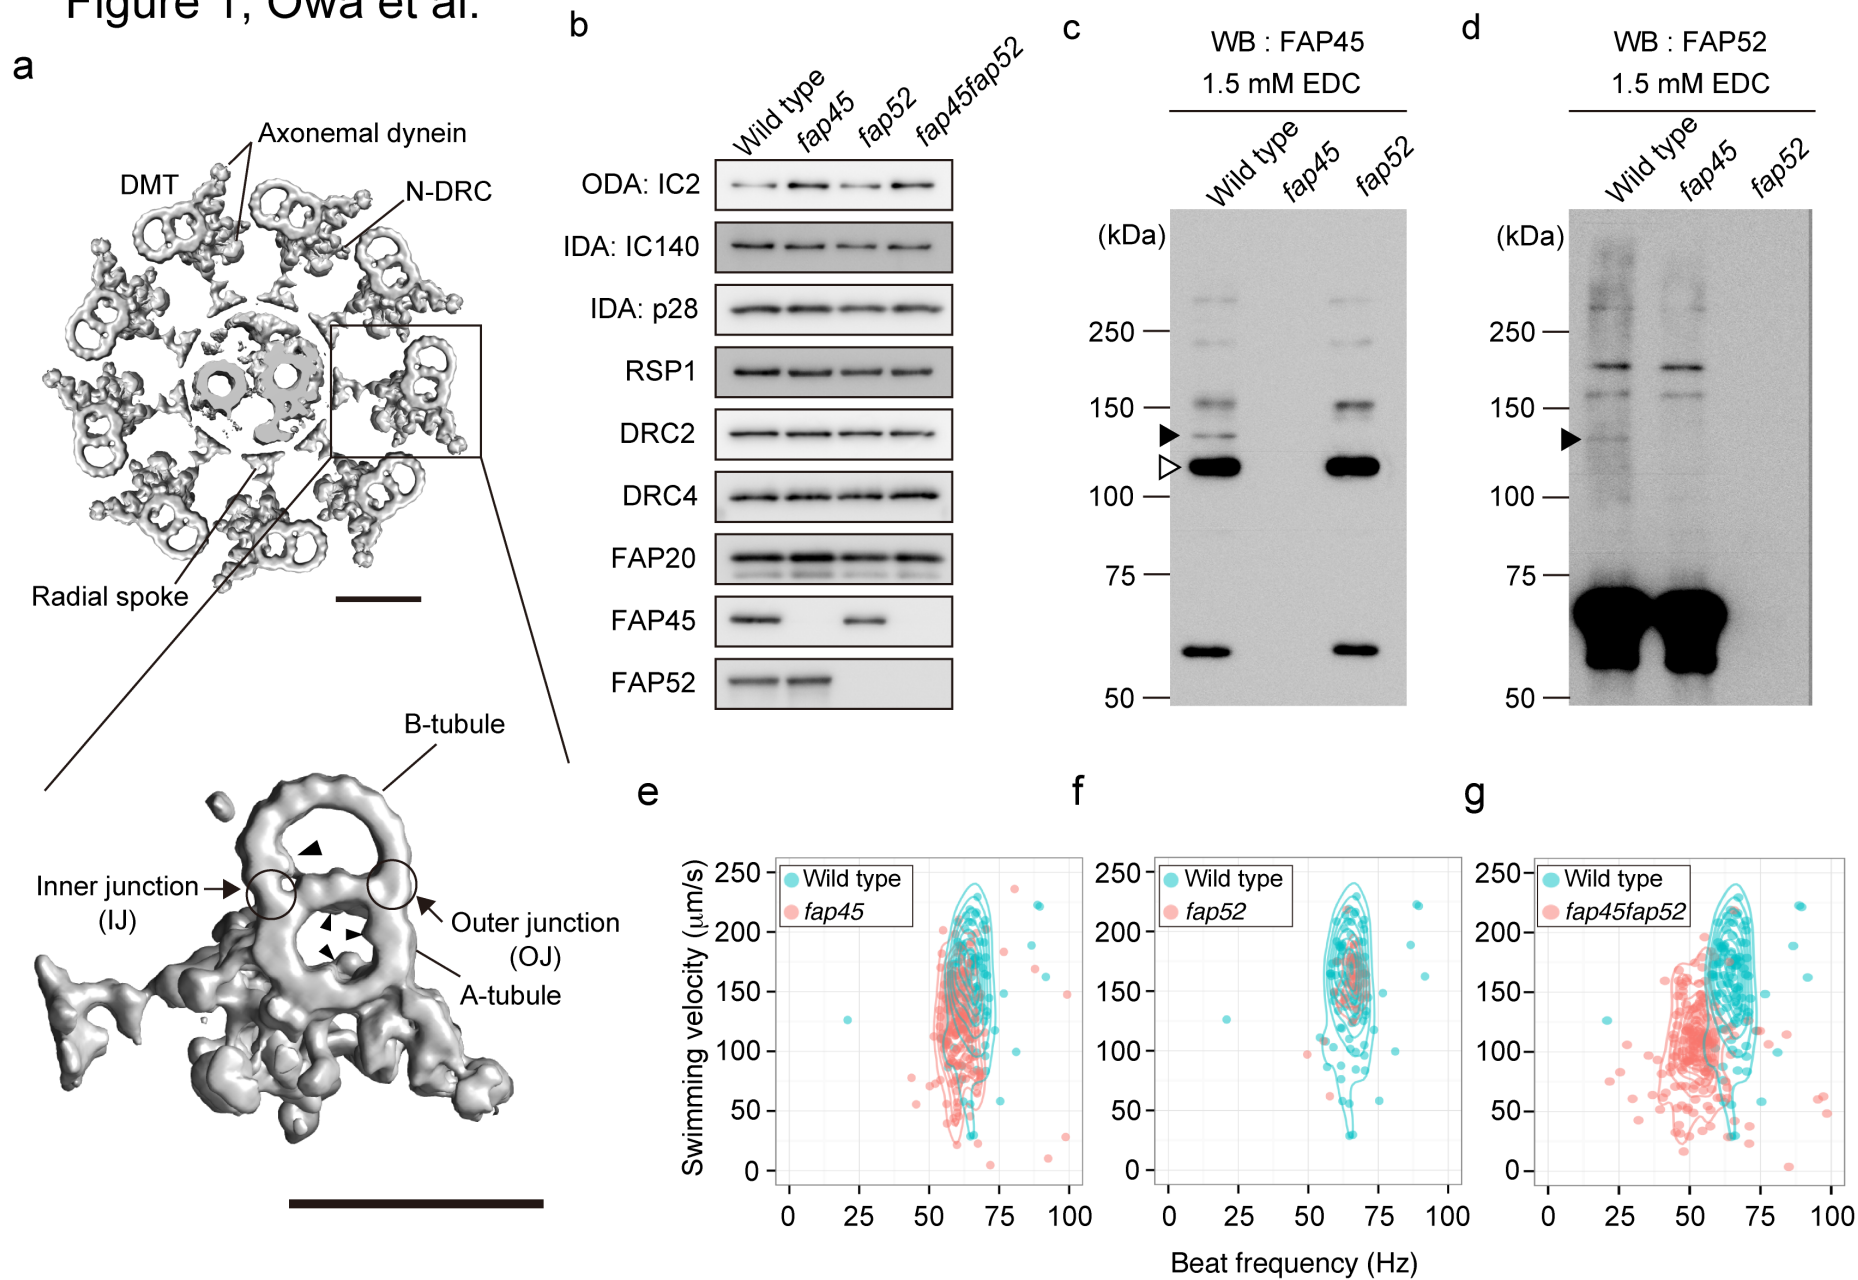 Figure 1, Owa et al.
a
Axonemal dynein
DMT
N-DRC
Radial spoke
B-tubule
Inner junction
(IJ)
Outer junction
(OJ)
A-tubule
b
Wild type
fap45
fap52
fap45fap52
ODA: IC2
IDA: IC140
IDA: p28
RSP1
DRC2
DRC4
FAP20
FAP45
FAP52
c
WB : FAP45
1.5 mM EDC
Wild type
fap45
fap52
(kDa)
250
150
100
75
50
d
WB : FAP52
1.5 mM EDC
Wild type
fap45
fap52
(kDa)
250
150
100
75
50
e
Swimming velocity (μm/s)
250
200
150
100
50
0
Wild type
fap45
0 25 50 75 100
f
250
200
150
100
50
0
Wild type
fap52
0 25 50 75 100
g
250
200
150
100
50
0
Wild type
fap45fap52
0 25 50 75 100
Beat frequency (Hz)